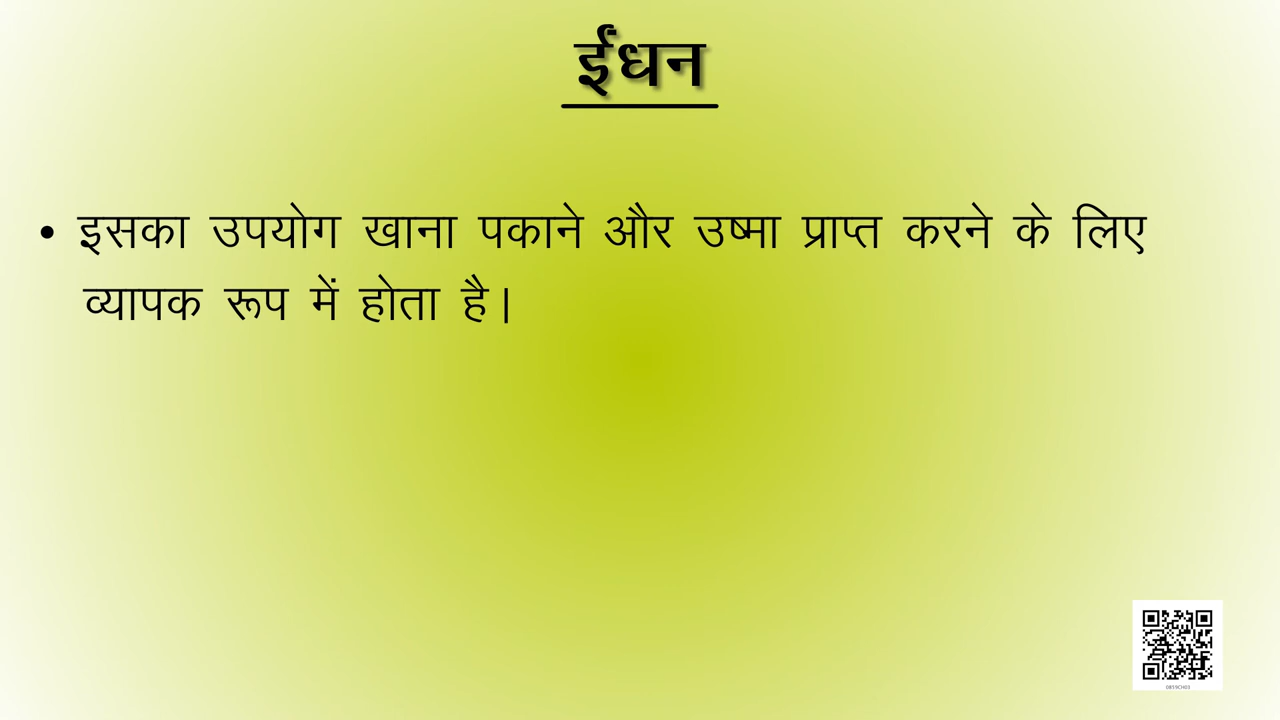 ईंधन
• इसका उपयोग खाना पकाने और उष्मा प्राप्त करने के लिए
व्यापक रूप में होता है।